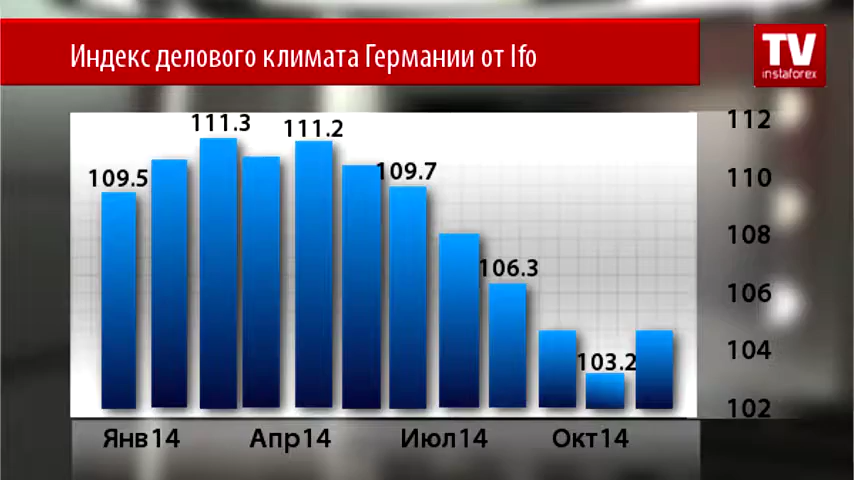 Индекс делового климата Германии от Ifo
TV
instaforex
109.5
111.3
111.2
109.7
106.3
103.2
112
110
108
106
104
102
Янв14
Апр14
Июл14
Окт14